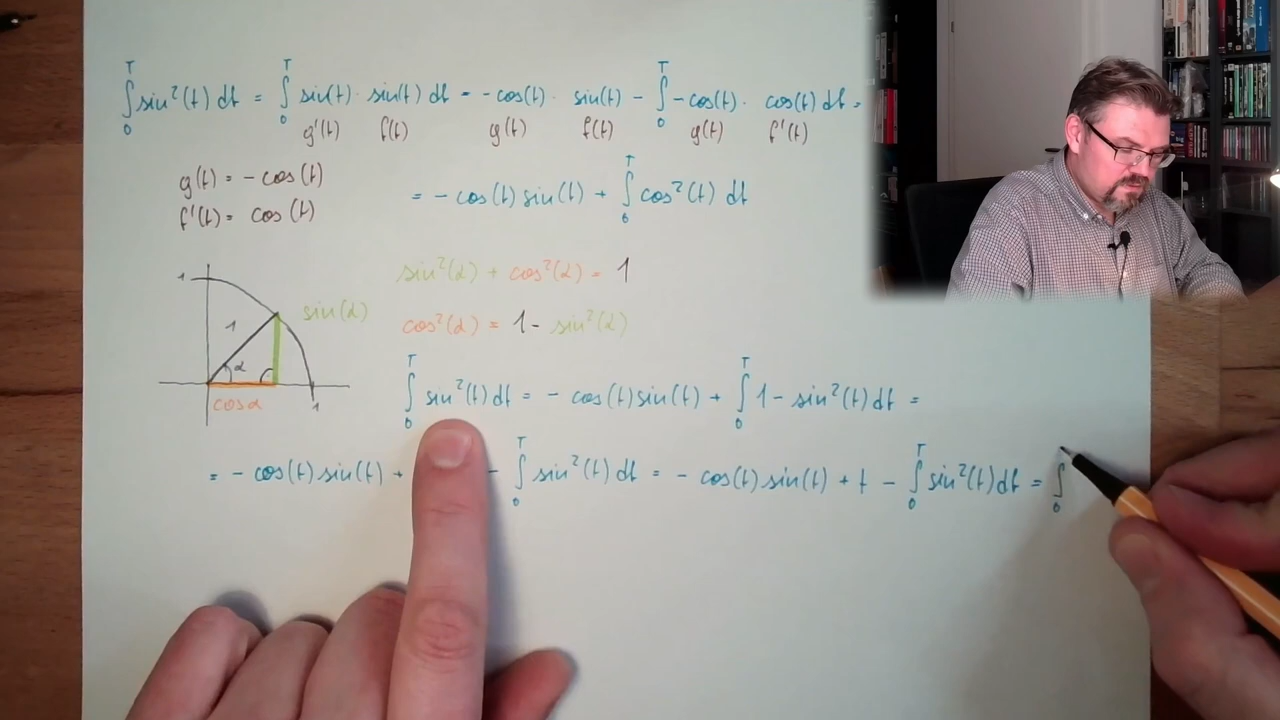 ∫₀ᵀ sin²(t) dt = ∫₀ᵀ sin(t) · sin(t) dt = -cos(t) · sin(t) - ∫₀ᵀ -cos(t) · cos(t) dt =
g'(t) f(t) g(t) f(t) g(t) f'(t)
g(t) = - cos(t)
f'(t) = cos(t)
= - cos(t) sin(t) + ∫₀ᵀ cos²(t) dt
sin²(α) + cos²(α) = 1
cos²(α) = 1 - sin²(α)
1
sin(α)
1
α
cos α
1
∫₀ᵀ sin²(t) dt = - cos(t) sin(t) + ∫₀ᵀ 1 - sin²(t) dt =
= - cos(t) sin(t) + - ∫₀ᵀ sin²(t) dt = - cos(t) sin(t) + t - ∫₀ᵀ sin²(t) dt = ∫₀